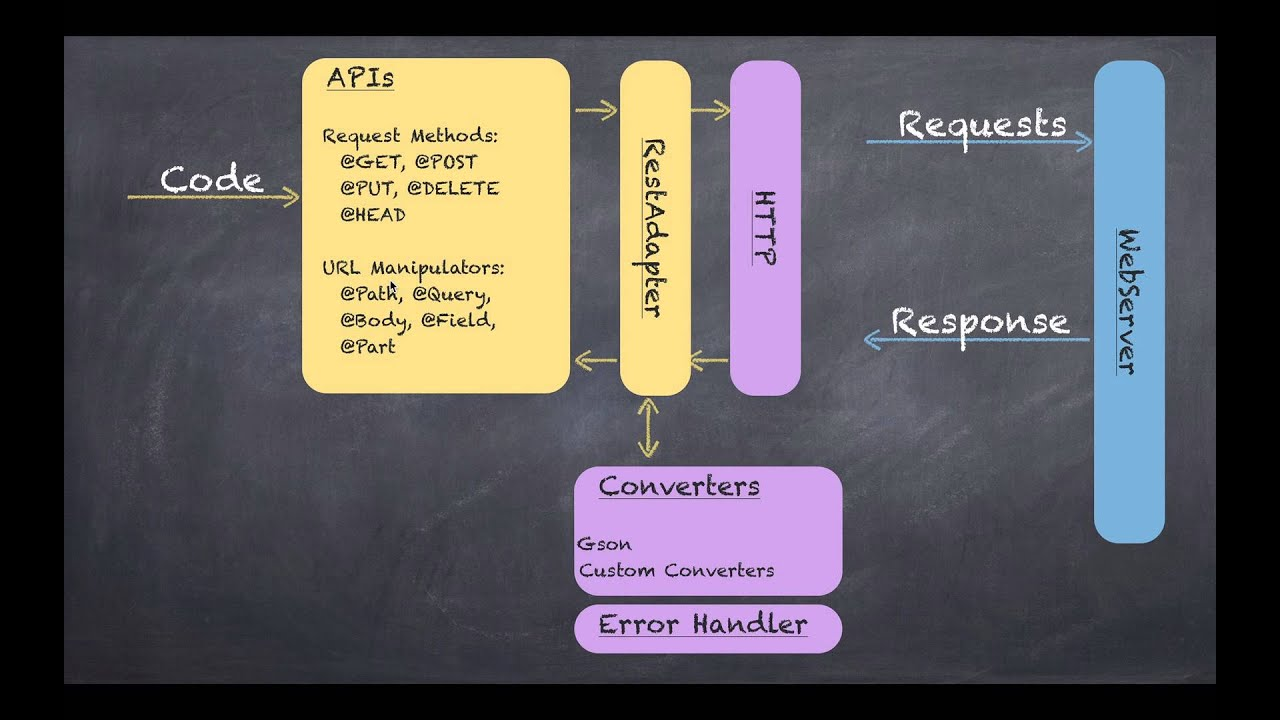 APIs
Request Methods:
@GET, @POST
@PUT, @DELETE
@HEAD
URL Manipulators:
@Path, @Query,
@Body, @Field,
@Part
Code
RestAdapter
HTTP
Requests
Response
WebServer
Converters
Gson
Custom Converters
Error Handler